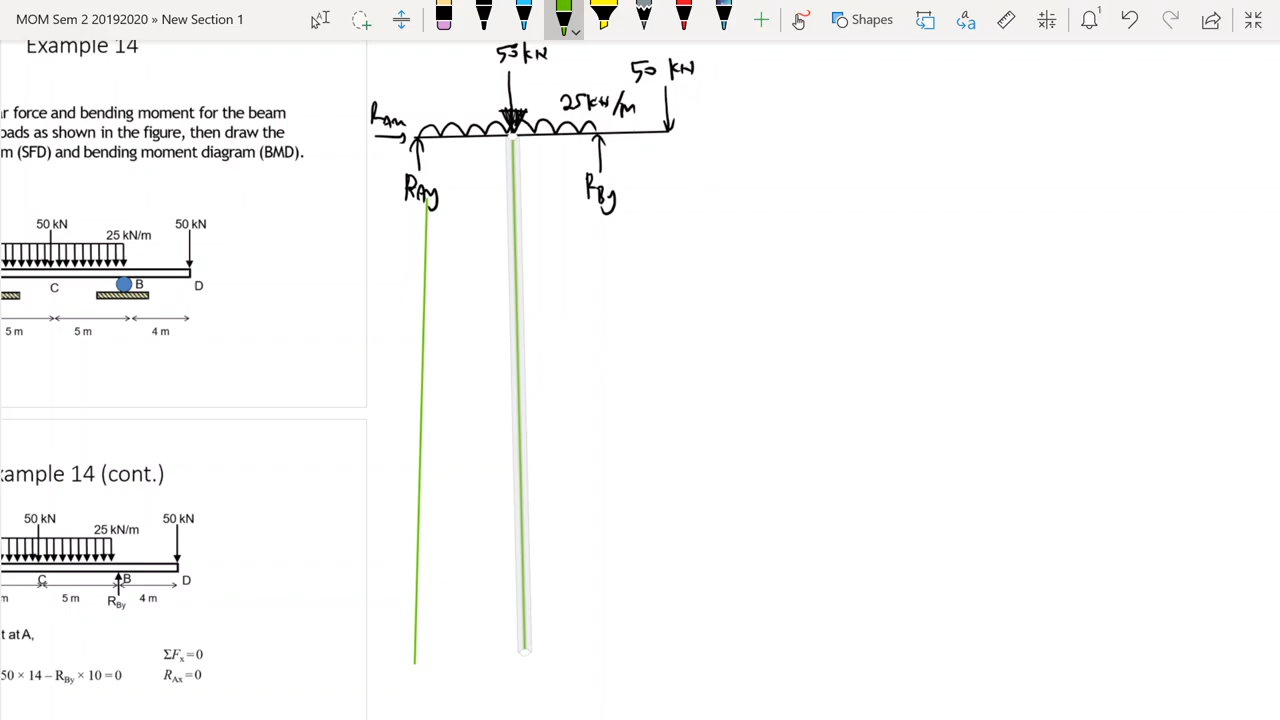 MOM Sem 2 20192020 » New Section 1
Shapes
Example 14
r force and bending moment for the beam
oads as shown in the figure, then draw the
m (SFD) and bending moment diagram (BMD).
50 kN
50 kN
25 kN/m
C
B
D
5 m
5 m
4 m
xample 14 (cont.)
50 kN
50 kN
25 kN/m
C
B
D
m
5 m
4 m
RBy
t at A,
ΣFx = 0
50 × 14 – RBy × 10 = 0
RAx = 0
50 kN
50 kN
25 kN/m
RAy
RBy